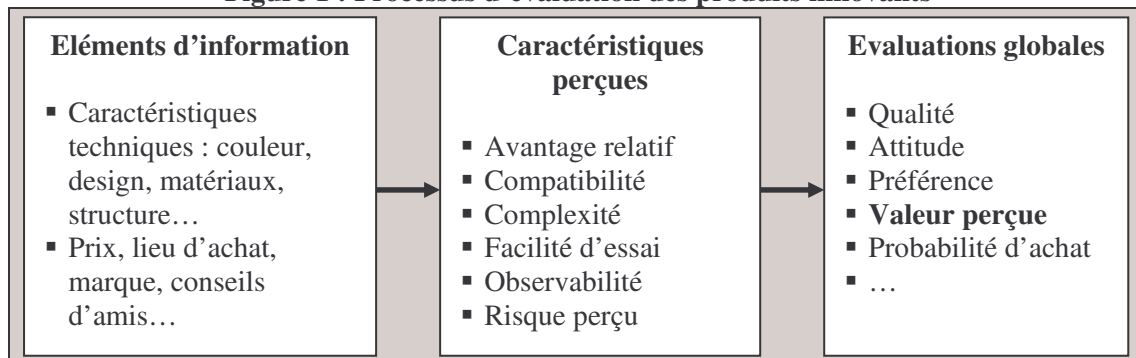 Figure 1 : Processus d'évaluation des produits innovants
Eléments d'information
▪ Caractéristiques
techniques : couleur,
design, matériaux,
structure…
▪ Prix, lieu d'achat,
marque, conseils
d'amis…
Caractéristiques
perçues
▪ Avantage relatif
▪ Compatibilité
▪ Complexité
▪ Facilité d'essai
▪ Observabilité
▪ Risque perçu
Evaluations globales
▪ Qualité
▪ Attitude
▪ Préférence
▪ Valeur perçue
▪ Probabilité d'achat
▪ …